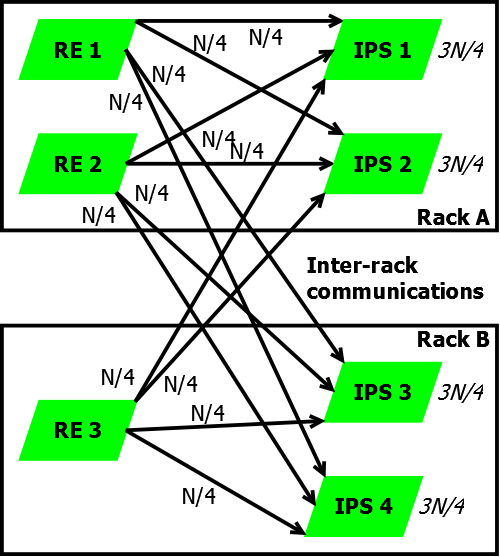 RE 1
N/4
N/4
IPS 1
3N/4
N/4
N/4
RE 2
N/4
N/4
IPS 2
3N/4
N/4
N/4
Rack A
Inter-rack
communications
Rack B
N/4
N/4
IPS 3
3N/4
RE 3
N/4
N/4
IPS 4
3N/4